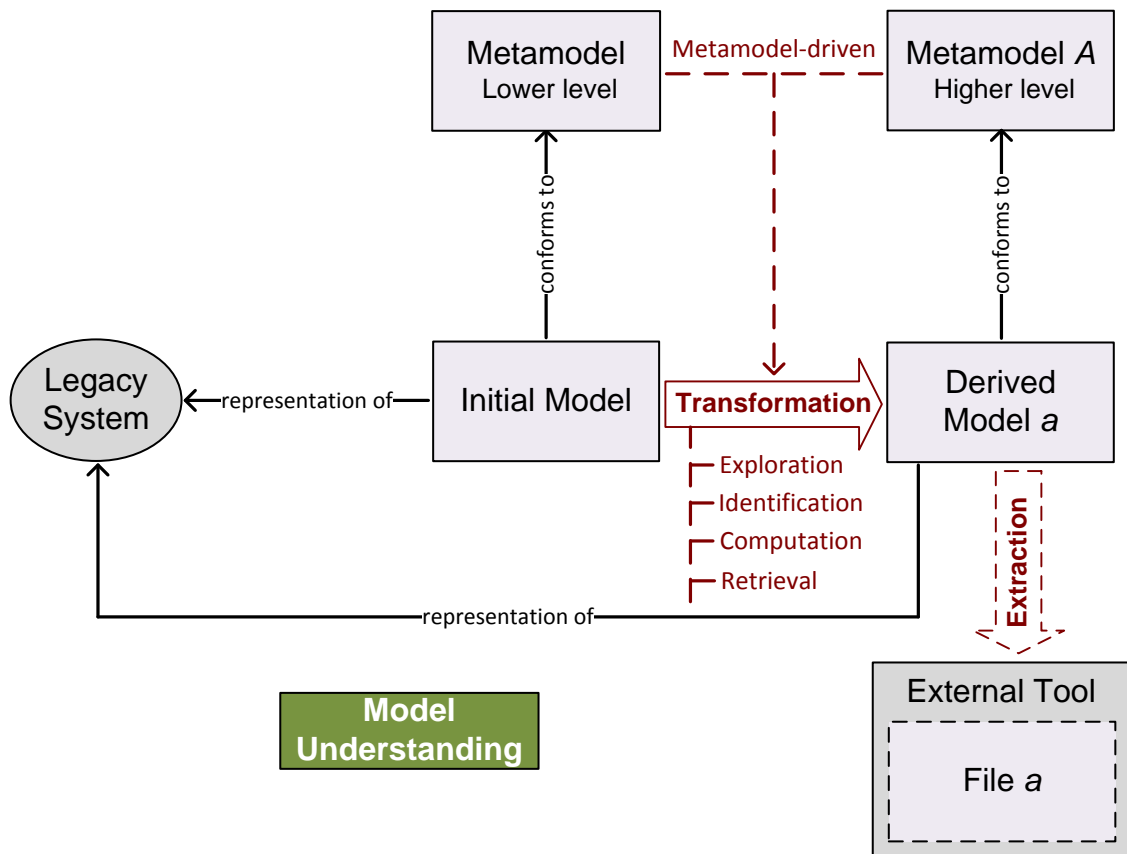 Metamodel
Lower level
Metamodel-driven
Metamodel A
Higher level
conforms to
conforms to
Legacy
System
representation of
Initial Model
Transformation
Derived
Model a
Exploration
Identification
Computation
Retrieval
Extraction
representation of
Model
Understanding
External Tool
File a